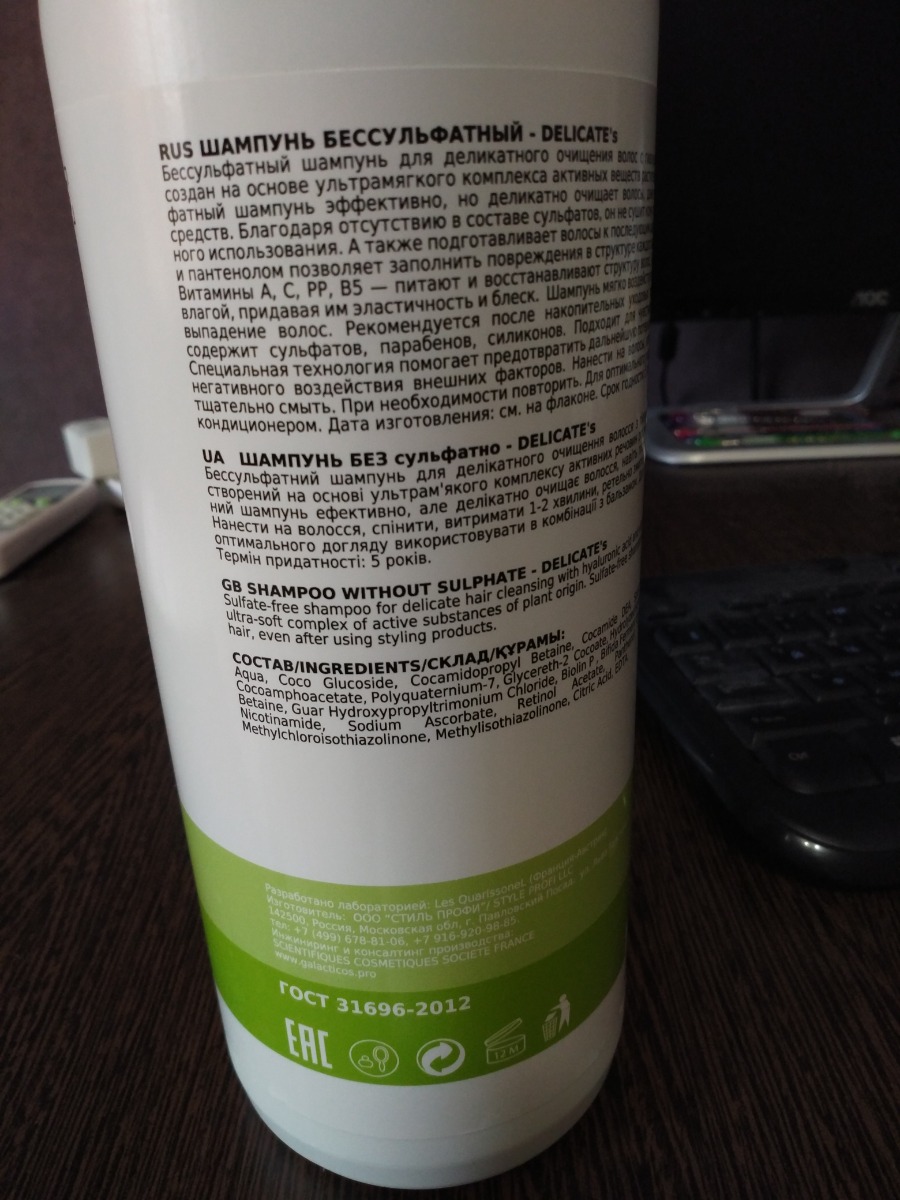 RUS ШАМПУНЬ БЕССУЛЬФАТНЫЙ - DELICATE's
Бессульфатный шампунь для деликатного очищения волос с
создан на основе ультрамягкого комплекса активных веществ
фатный шампунь эффективно, но деликатно очищает волосы,
средств. Благодаря отсутствию в составе сульфатов, он не сушит
ного использования. А также подготавливает волосы к
и пантенолом позволяет заполнить повреждения в структуре
Витамины А, С, РР, В5 — питают и восстанавливают структуру
влагой, придавая им эластичность и блеск. Шампунь мягко
выпадение волос. Рекомендуется после накопительных
содержит сульфатов, парабенов, силиконов. Подходит для
Специальная технология помогает предотвратить дальнейшую
негативного воздействия внешних факторов. Нанести на
тщательно смыть. При необходимости повторить. Для
кондиционером. Дата изготовления: см. на флаконе. Срок
UA ШАМПУНЬ БЕЗ сульфатно - DELICATE's
Бессульфатний шампунь для делікатного очищення волосся з
створений на основі ультрам'якого комплексу активних речовин
ний шампунь ефективно, але делікатно очищає волосся,
Нанести на волосся, спінити, витримати 1-2 хвилини, ретельно
оптимального догляду використовувати в комбінації з
Термін придатності: 5 років.
GB SHAMPOO WITHOUT SULPHATE - DELICATE's
Sulfate-free shampoo for delicate hair cleansing with hyaluronic acid
ultra-soft complex of active substances of plant origin. Sulfate-free
hair, even after using styling products.
СОСТАВ/INGREDIENTS/СКЛАД/ҚҰРАМЫ:
Aqua, Coco Glucoside, Cocamidopropyl Betaine, Cocamide DEA,
Cocoamphoacetate, Polyquaternium-7, Glycereth-2 Cocoate,
Betaine, Guar Hydroxypropyltrimonium Chloride, Biolin P, Bifida
Nicotinamide, Sodium Ascorbate, Retinol Acetate,
Methylchloroisothiazolinone, Methylisothiazolinone, Citric Acid,
Разработано лабораторией: Les Quarissonel, (Франция,
Изготовитель: ООО "СТИЛЬ ПРОФИ"/ STYLE PROFI LLC
142500, Россия, Московская обл, г. Павловский Посад, ул.
тел: +7 (499) 678-81-06, +7 916-920-98-85,
Инжиниринг и консалтинг производства:
SCIENTIFIQUES COSMETIQUES SOCIETE FRANCE
www.galacticos.pro
ГОСТ 31696-2012
EAC
12 M
AOC